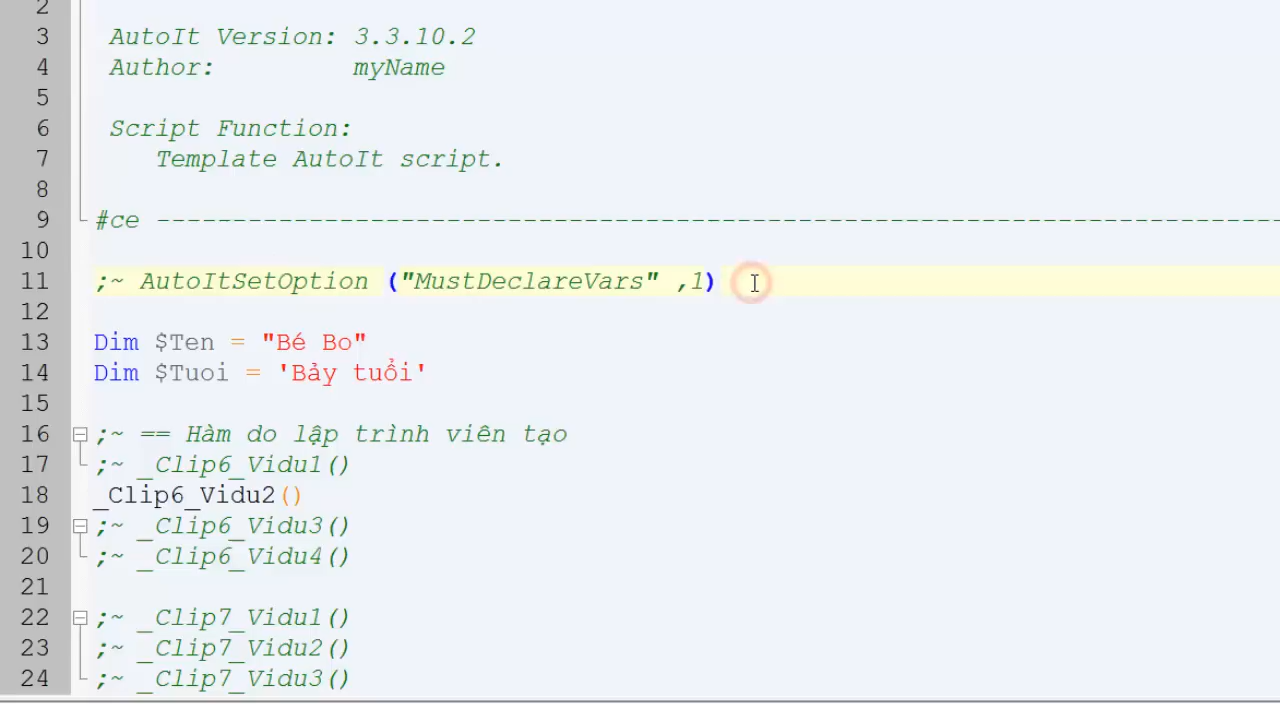 2
3 AutoIt Version: 3.3.10.2
4 Author: myName
5
6 Script Function:
7 Template AutoIt script.
8
9 #ce ----------------------------------------------------------------------------
10
11 ;~ AutoItSetOption ("MustDeclareVars" ,1)
12
13 Dim $Ten = "Bé Bo"
14 Dim $Tuoi = 'Bảy tuổi'
15
16 ;~ == Hàm do lập trình viên tạo
17 ;~ _Clip6_Vidu1()
18 _Clip6_Vidu2()
19 ;~ _Clip6_Vidu3()
20 ;~ _Clip6_Vidu4()
21
22 ;~ _Clip7_Vidu1()
23 ;~ _Clip7_Vidu2()
24 ;~ _Clip7_Vidu3()